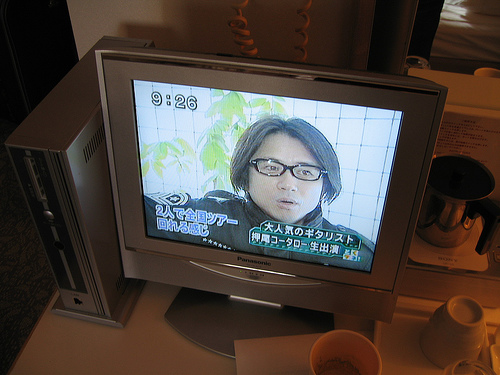 9:26
2人で全国ツアー
回れる感じ
大人気のギタリスト
押尾コータロー 生出演
Panasonic